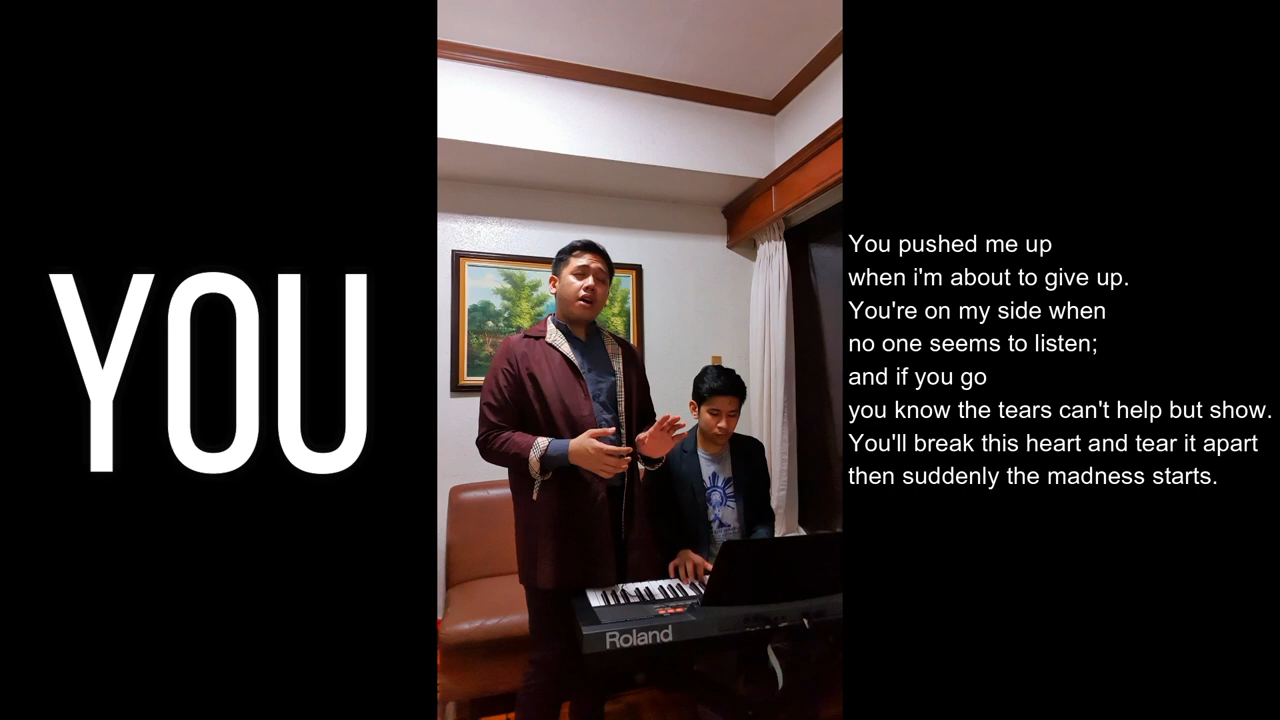 YOU
You pushed me up
when i'm about to give up.
You're on my side when
no one seems to listen;
and if you go
you know the tears can't help but show.
You'll break this heart and tear it apart
then suddenly the madness starts.
Roland